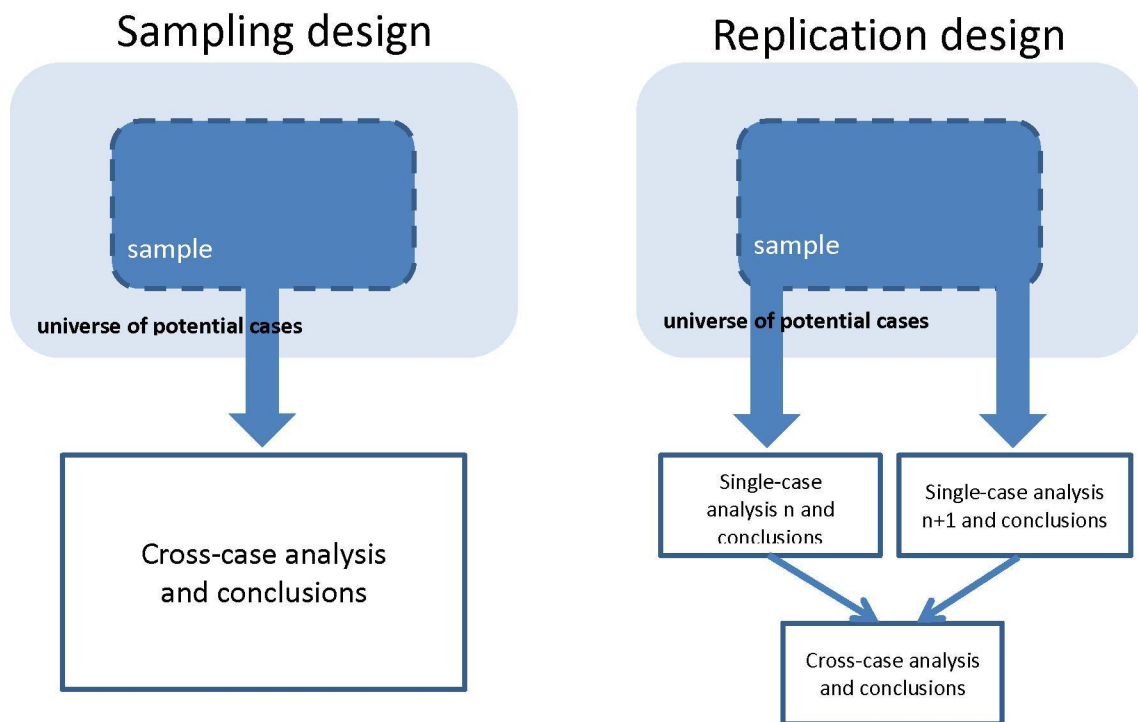 Sampling design
sample
universe of potential cases
Cross-case analysis
and conclusions
Replication design
sample
universe of potential cases
Single-case
analysis n and
conclusions
Single-case analysis
n+1 and conclusions
Cross-case analysis
and conclusions